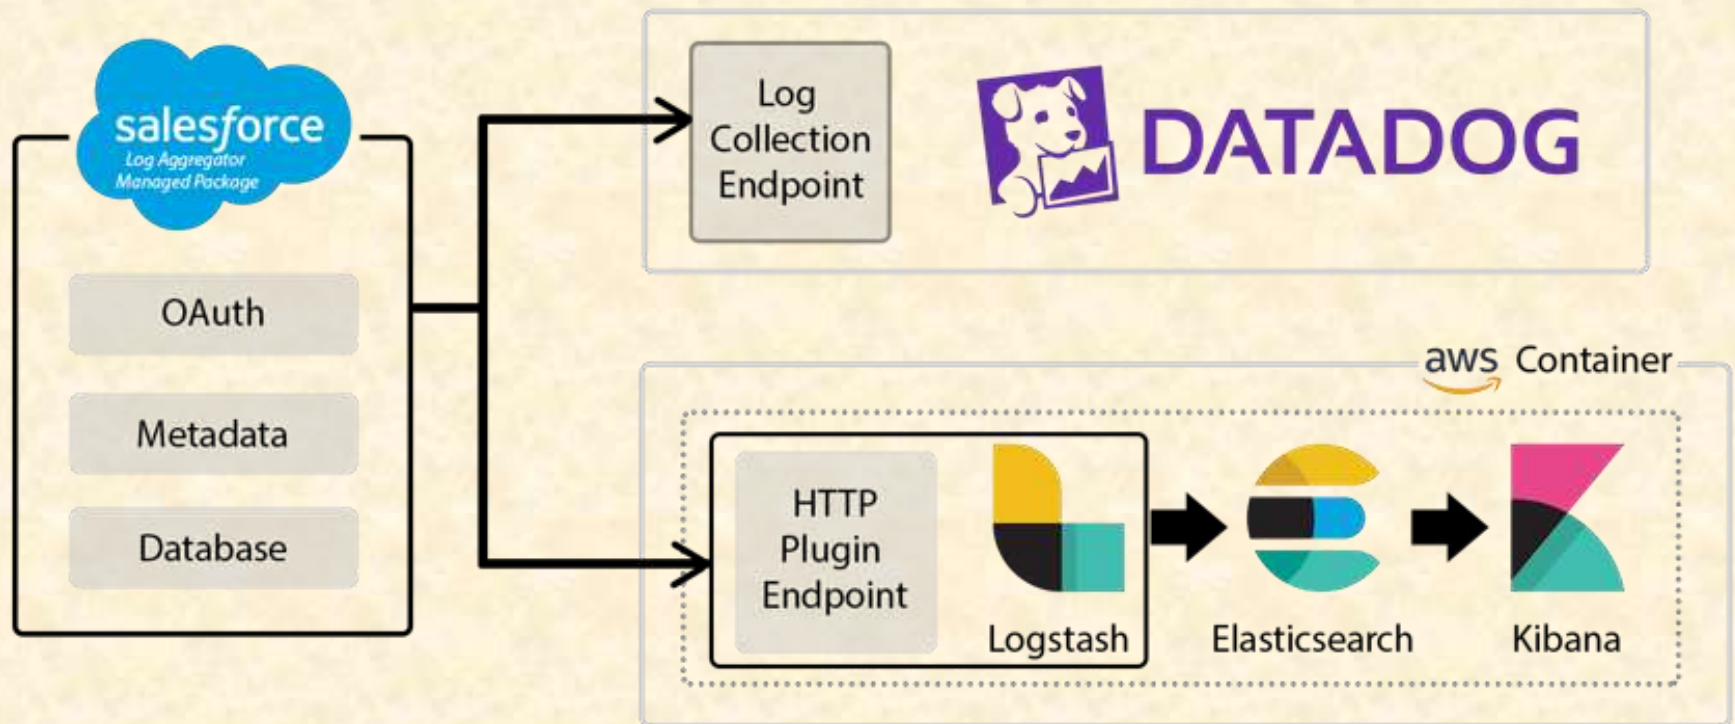 salesforce
Log Aggregator
Managed Package
OAuth
Metadata
Database
Log
Collection
Endpoint
DATADOG
aws Container
HTTP
Plugin
Endpoint
Logstash
Elasticsearch
Kibana